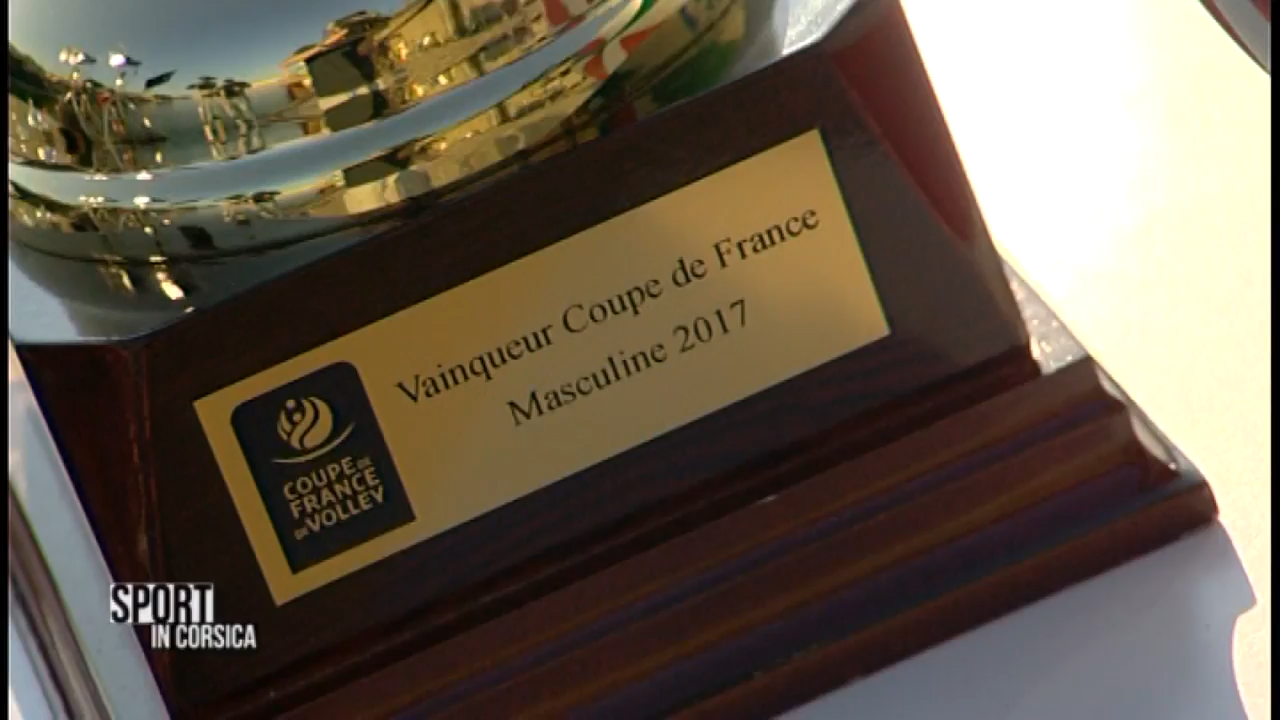 Vainqueur Coupe de France
Masculine 2017
COUPE DE
FRANCE
DE VOLLEY
SPORT
IN CORSICA